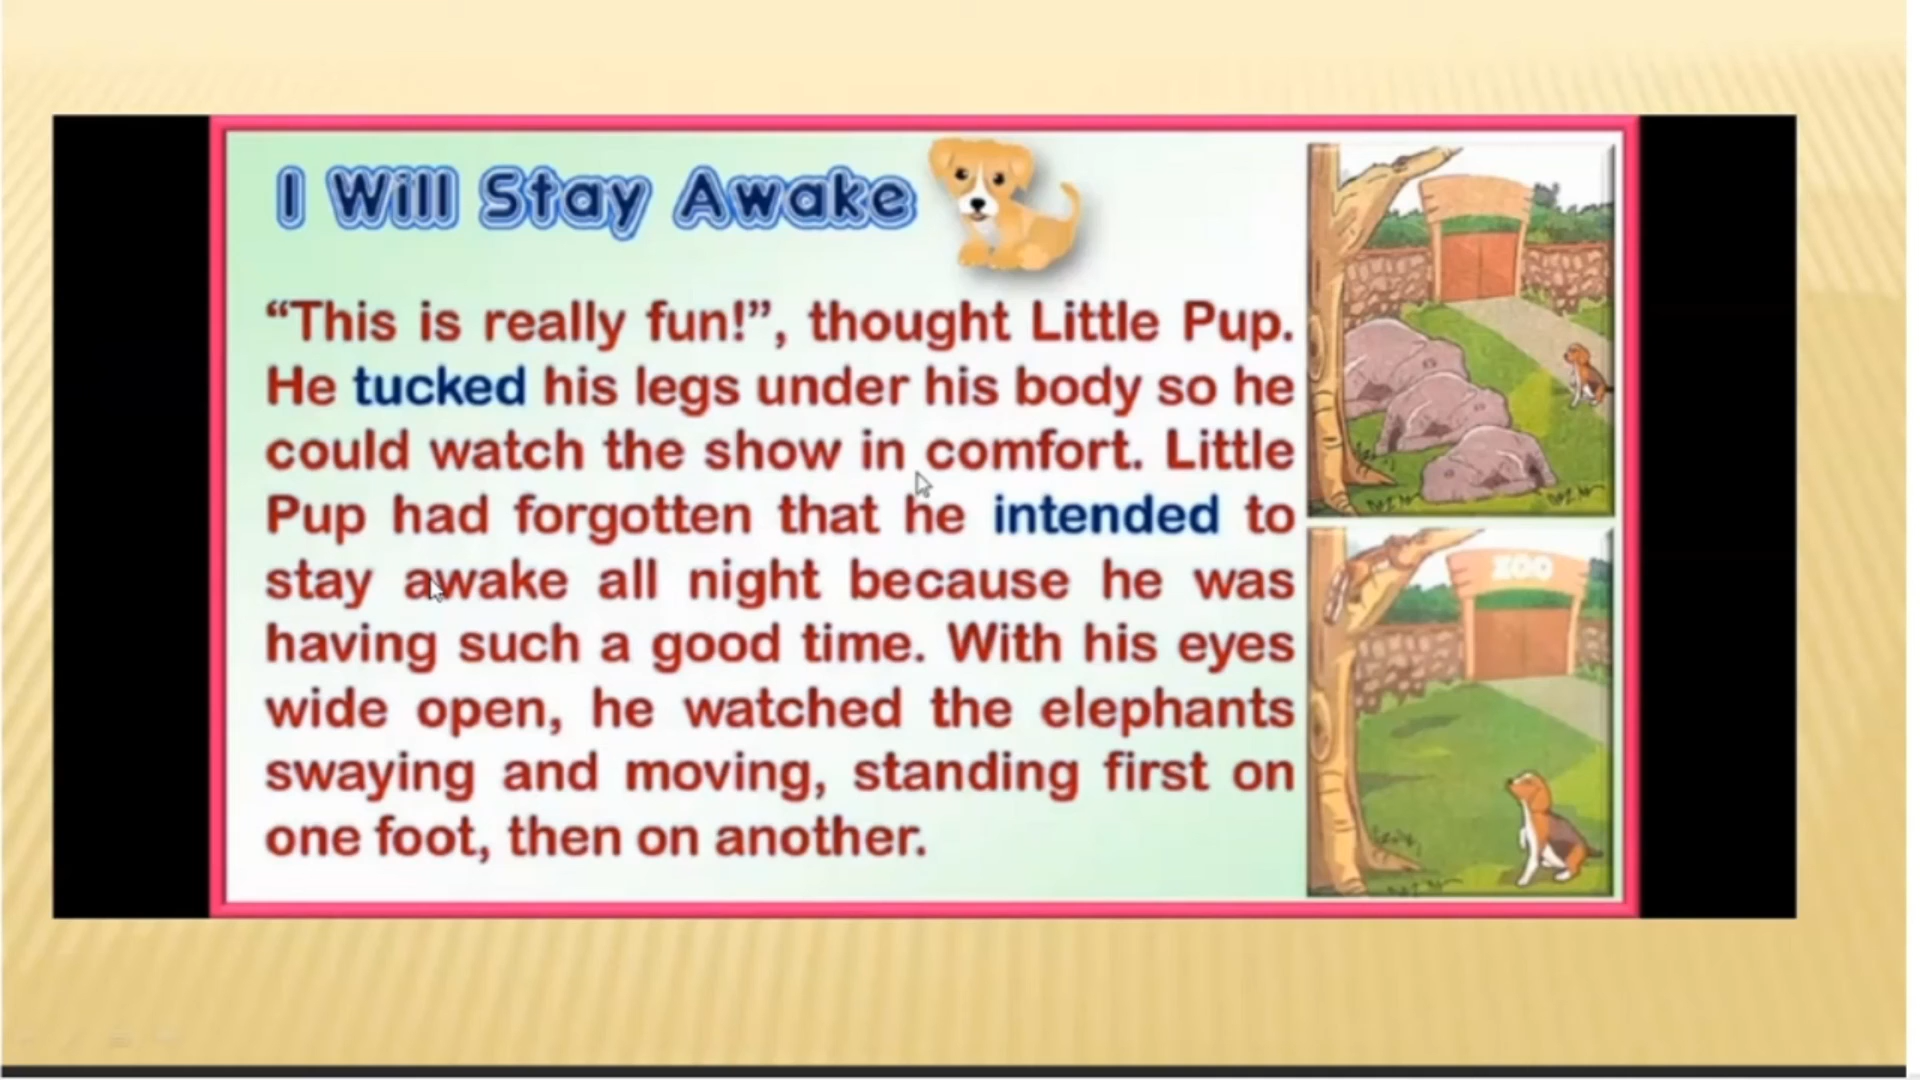 I Will Stay Awake
“This is really fun!”, thought Little Pup.
He tucked his legs under his body so he
could watch the show in comfort. Little
Pup had forgotten that he intended to
stay awake all night because he was
having such a good time. With his eyes
wide open, he watched the elephants
swaying and moving, standing first on
one foot, then on another.
ZOO